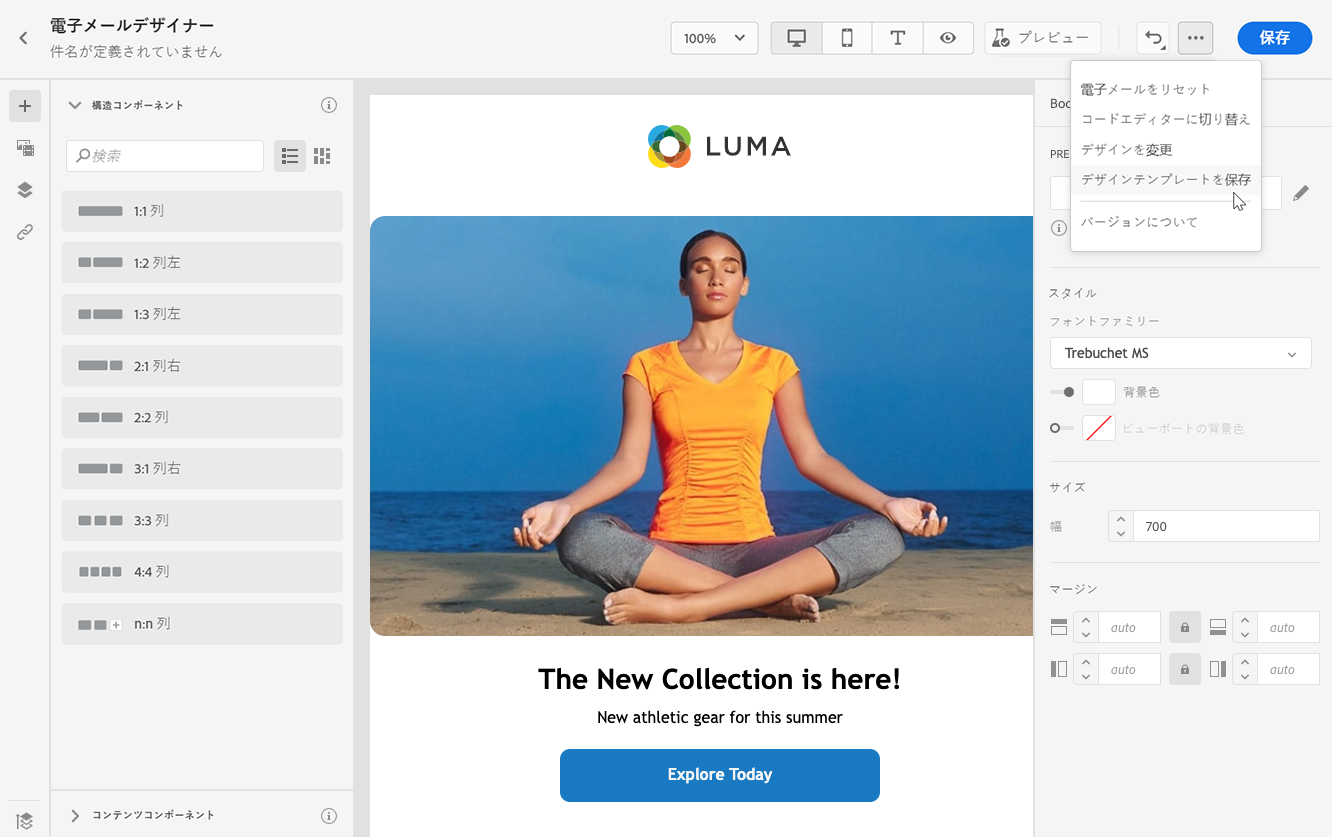 電子メールデザイナー
件名が定義されていません
100%
プレビュー
保存
電子メールをリセット
コードエディターに切り替え
デザインを変更
デザインテンプレートを保存
バージョンについて
構造コンポーネント
検索
1:1 列
1:2 列左
1:3 列左
2:1 列右
2:2 列
3:1 列右
3:3 列
4:4 列
n:n 列
コンテンツコンポーネント
LUMA
The New Collection is here!
New athletic gear for this summer
Explore Today
スタイル
フォントファミリー
Trebuchet MS
背景色
ビューポートの背景色
サイズ
幅
700
マージン
auto
auto
auto
auto